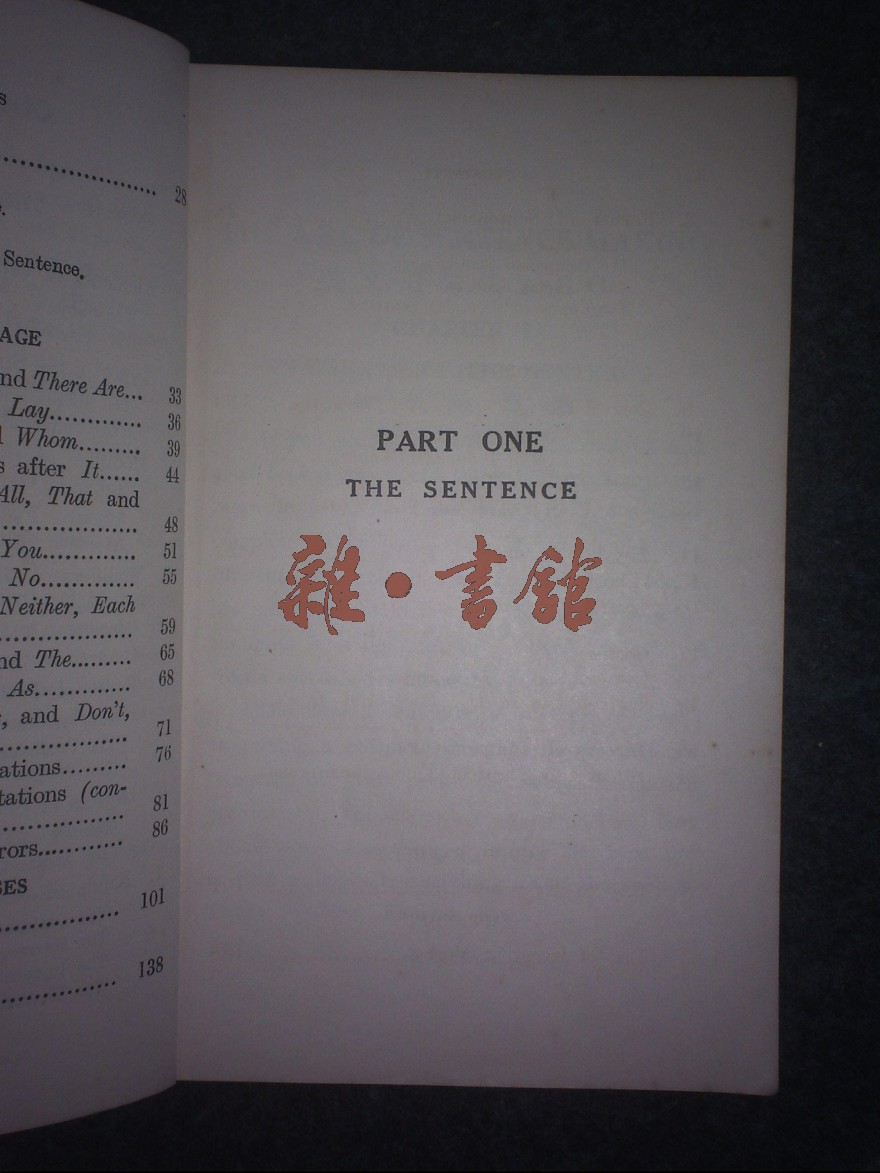 s
28
Sentence.
AGE
nd There Are... 33
Lay............. 36
Whom......... 39
s after It...... 44
All, That and
................... 48
You............. 51
No............. 55
Neither, Each
................... 59
nd The......... 65
As............. 68
, and Don't,
................... 71
ations......... 76
tations (con-
................... 81
rors............ 86
GES
101
138
PART ONE
THE SENTENCE
雜•書館